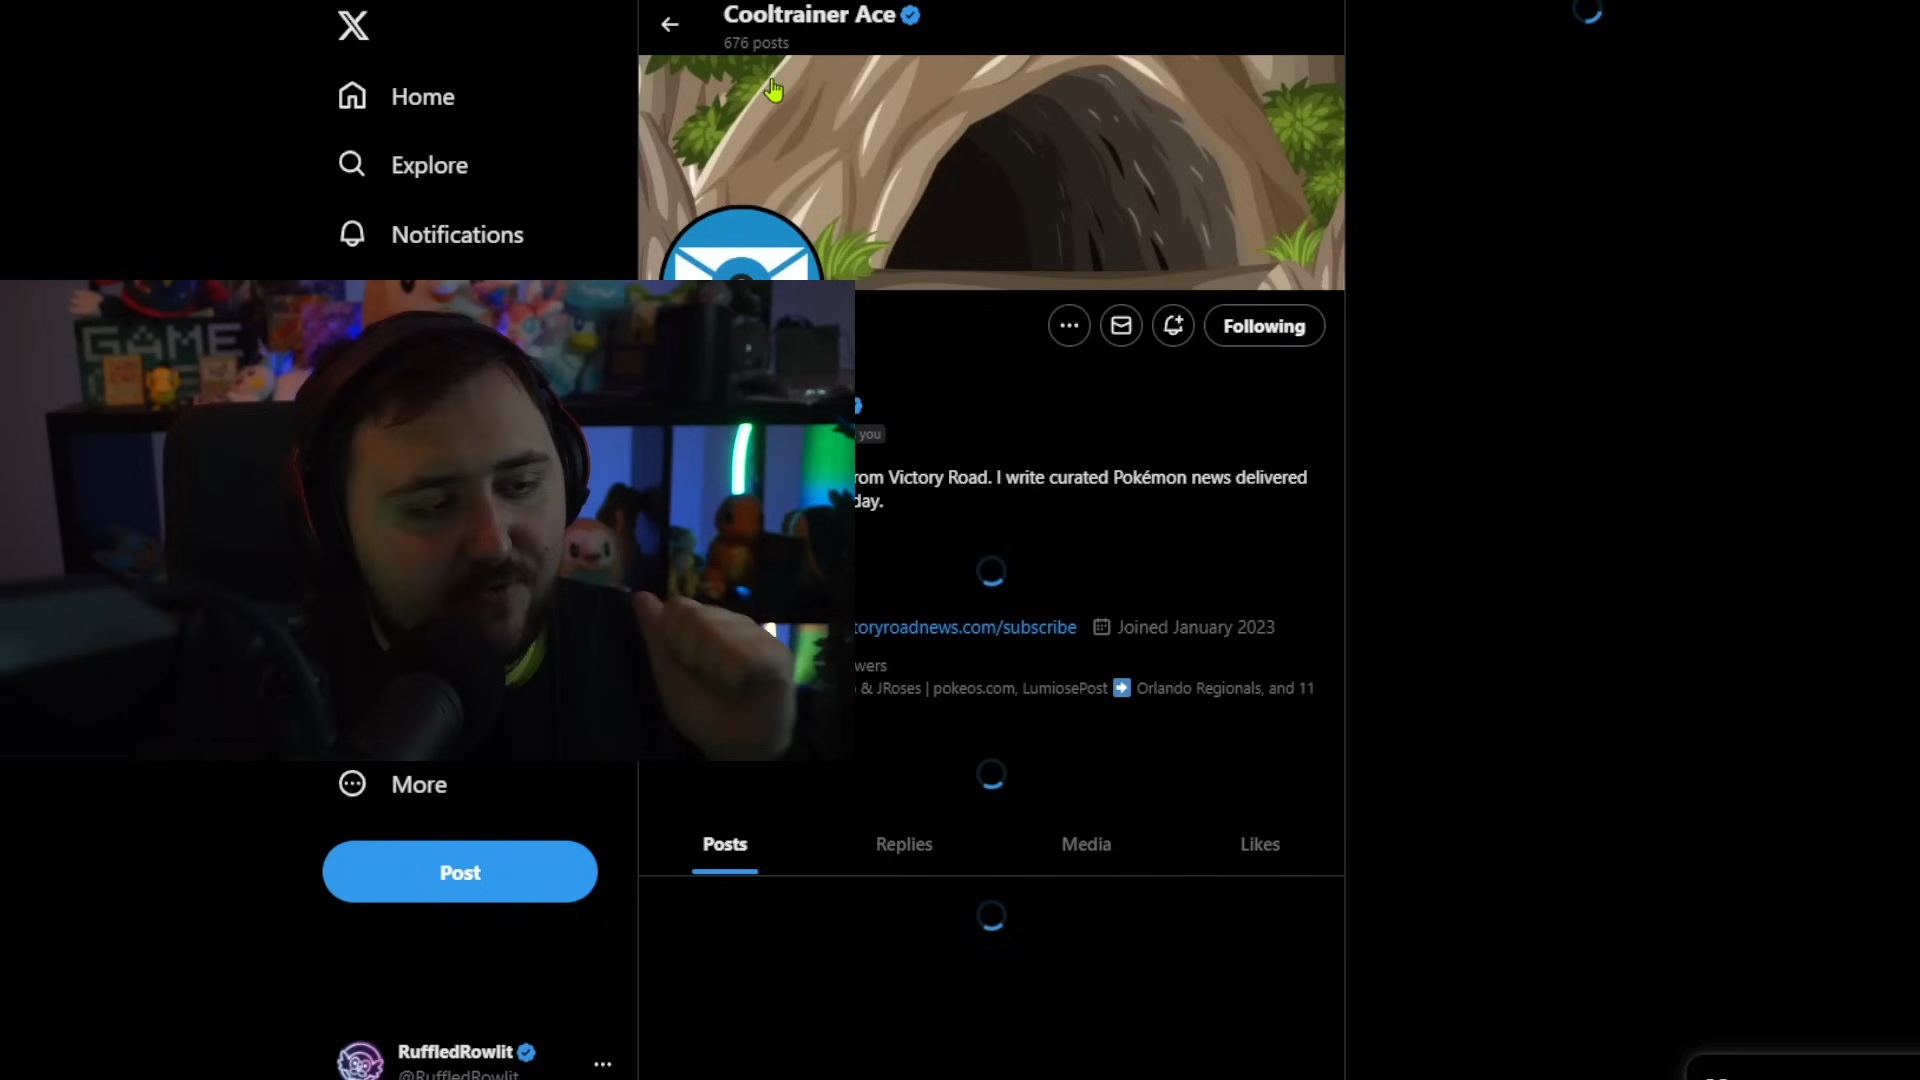 Cooltrainer Ace
676 posts
Home
Explore
Notifications
GAME
Following
you
rom Victory Road. I write curated Pokémon news delivered
day.
toryroadnews.com/subscribe Joined January 2023
wers
& JRoses | pokeos.com, LumiosePost ➡ Orlando Regionals, and 11
More
Posts Replies Media Likes
Post
RuffledRowlit
@RuffledRowlit